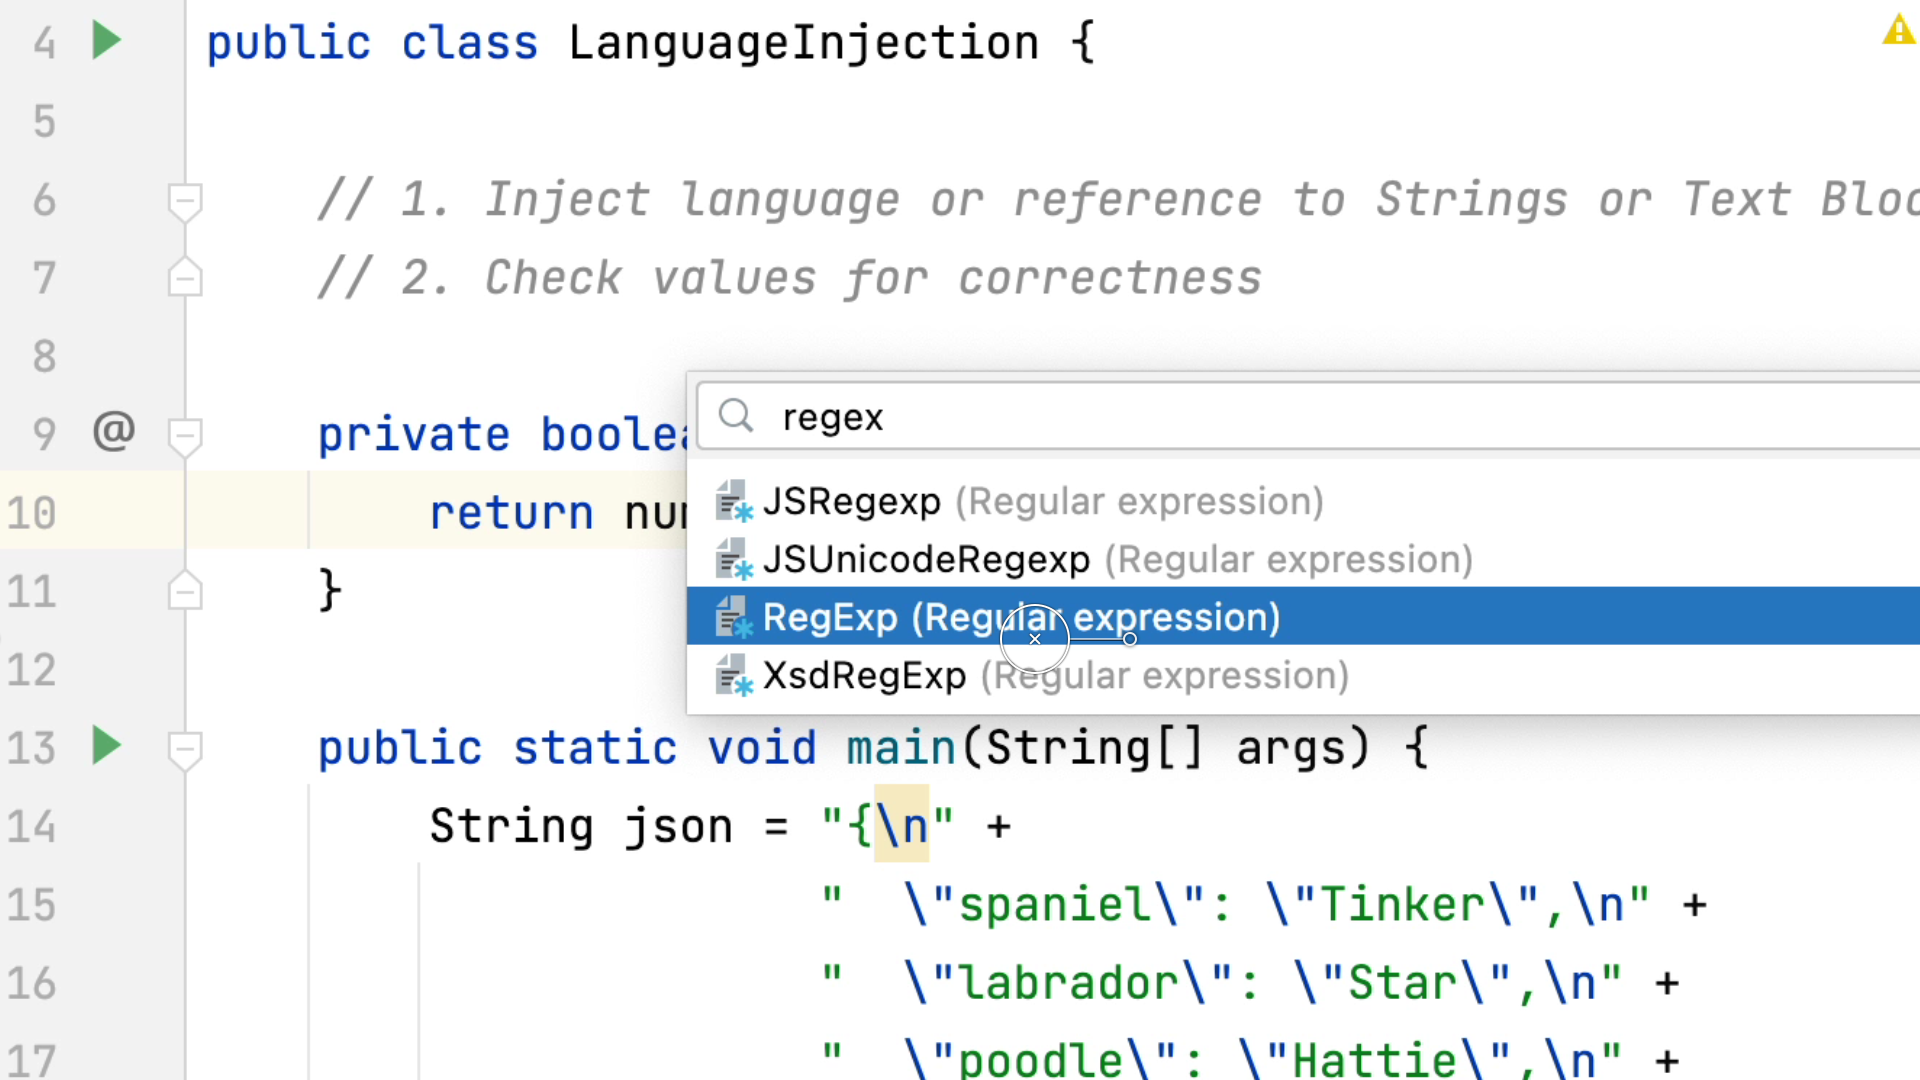 4 public class LanguageInjection {
5
6 // 1. Inject language or reference to Strings or Text
7 // 2. Check values for correctness
8
regex
9 @ private
10 return
JSRegexp (Regular expression)
JSUnicodeRegexp (Regular expression)
11 }
RegExp (Regular expression)
12
XsdRegExp (Regular expression)
13 public static void main(String[] args) {
14 String json = "{\n" +
15 "  \"spaniel\": \"Tinker\",\n" +
16 "  \"labrador\": \"Star\",\n" +
17 "  \"poodle\": \"Hattie\",\n" +